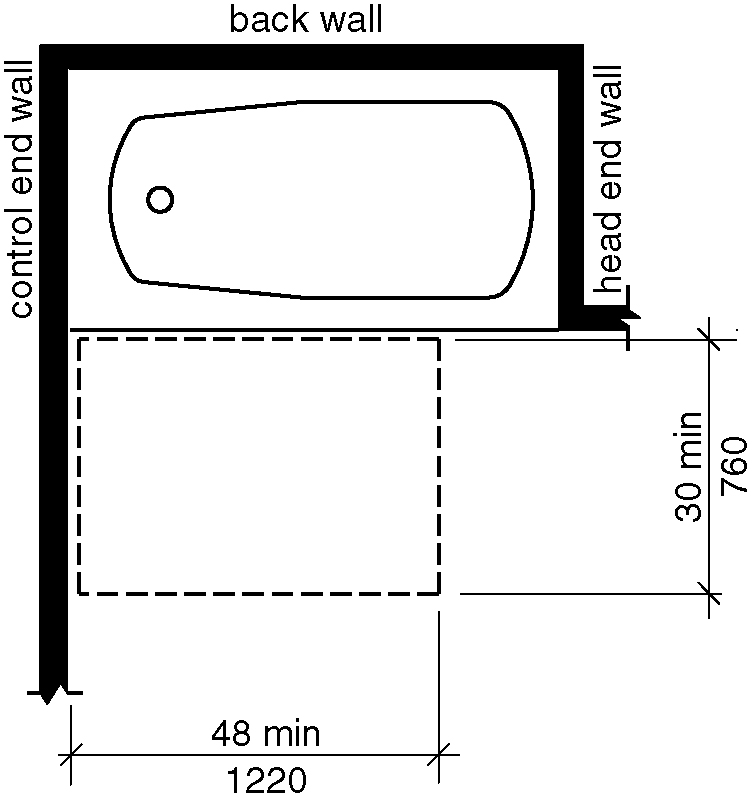 back wall
control end wall
head end wall
30 min
760
48 min
1220